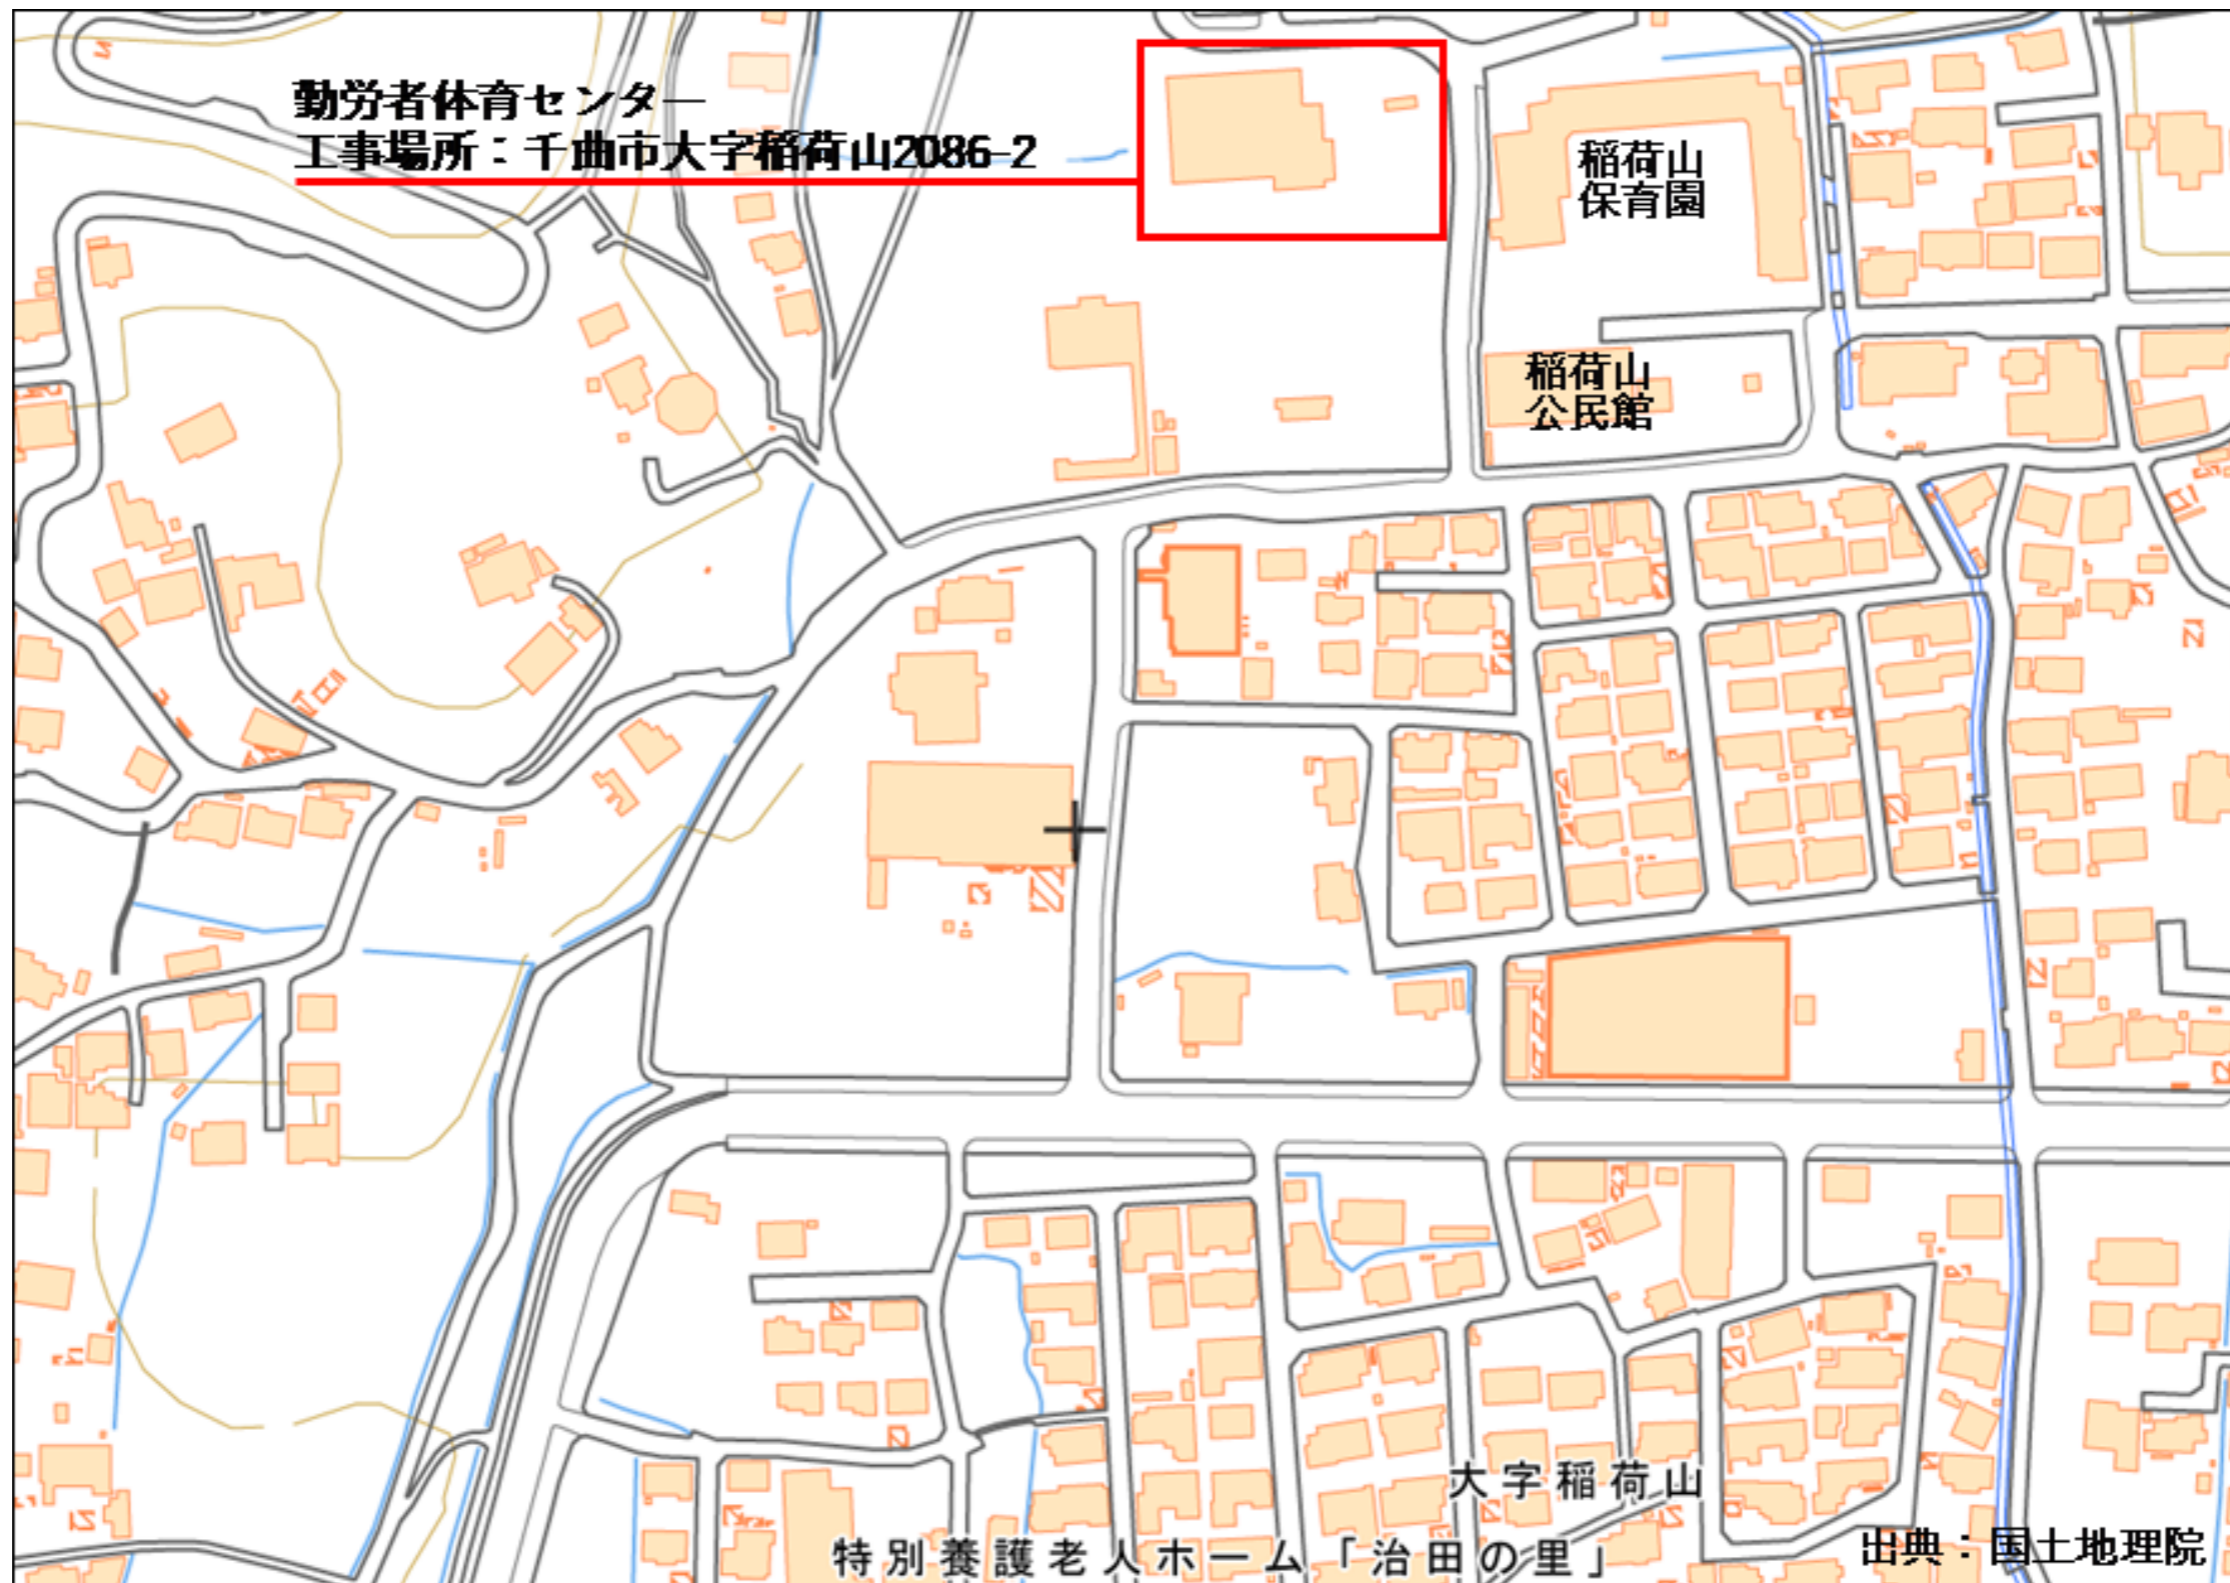 勤労者体育センター
工事場所：千曲市大字稲荷山2086-2
稲荷山
保育園
稲荷山
公民館
大字稲荷山
特別養護老人ホーム「治田の里」
出典：国土地理院